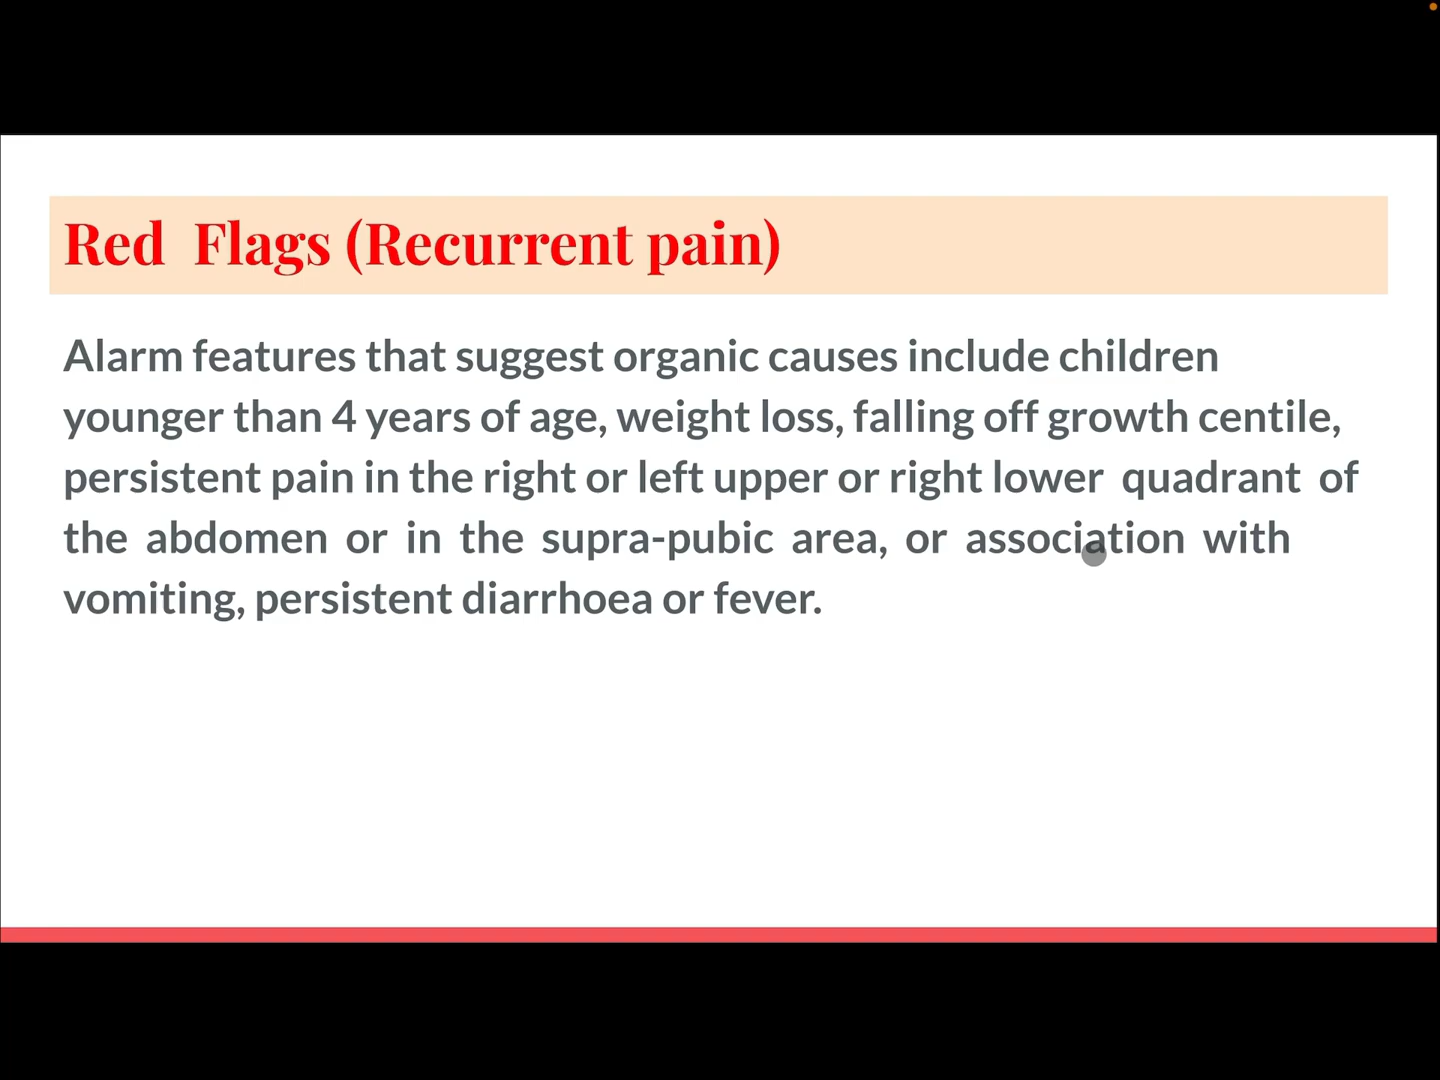 Red Flags (Recurrent pain)
Alarm features that suggest organic causes include children
younger than 4 years of age, weight loss, falling off growth centile,
persistent pain in the right or left upper or right lower quadrant of
the abdomen or in the supra-pubic area, or association with
vomiting, persistent diarrhoea or fever.